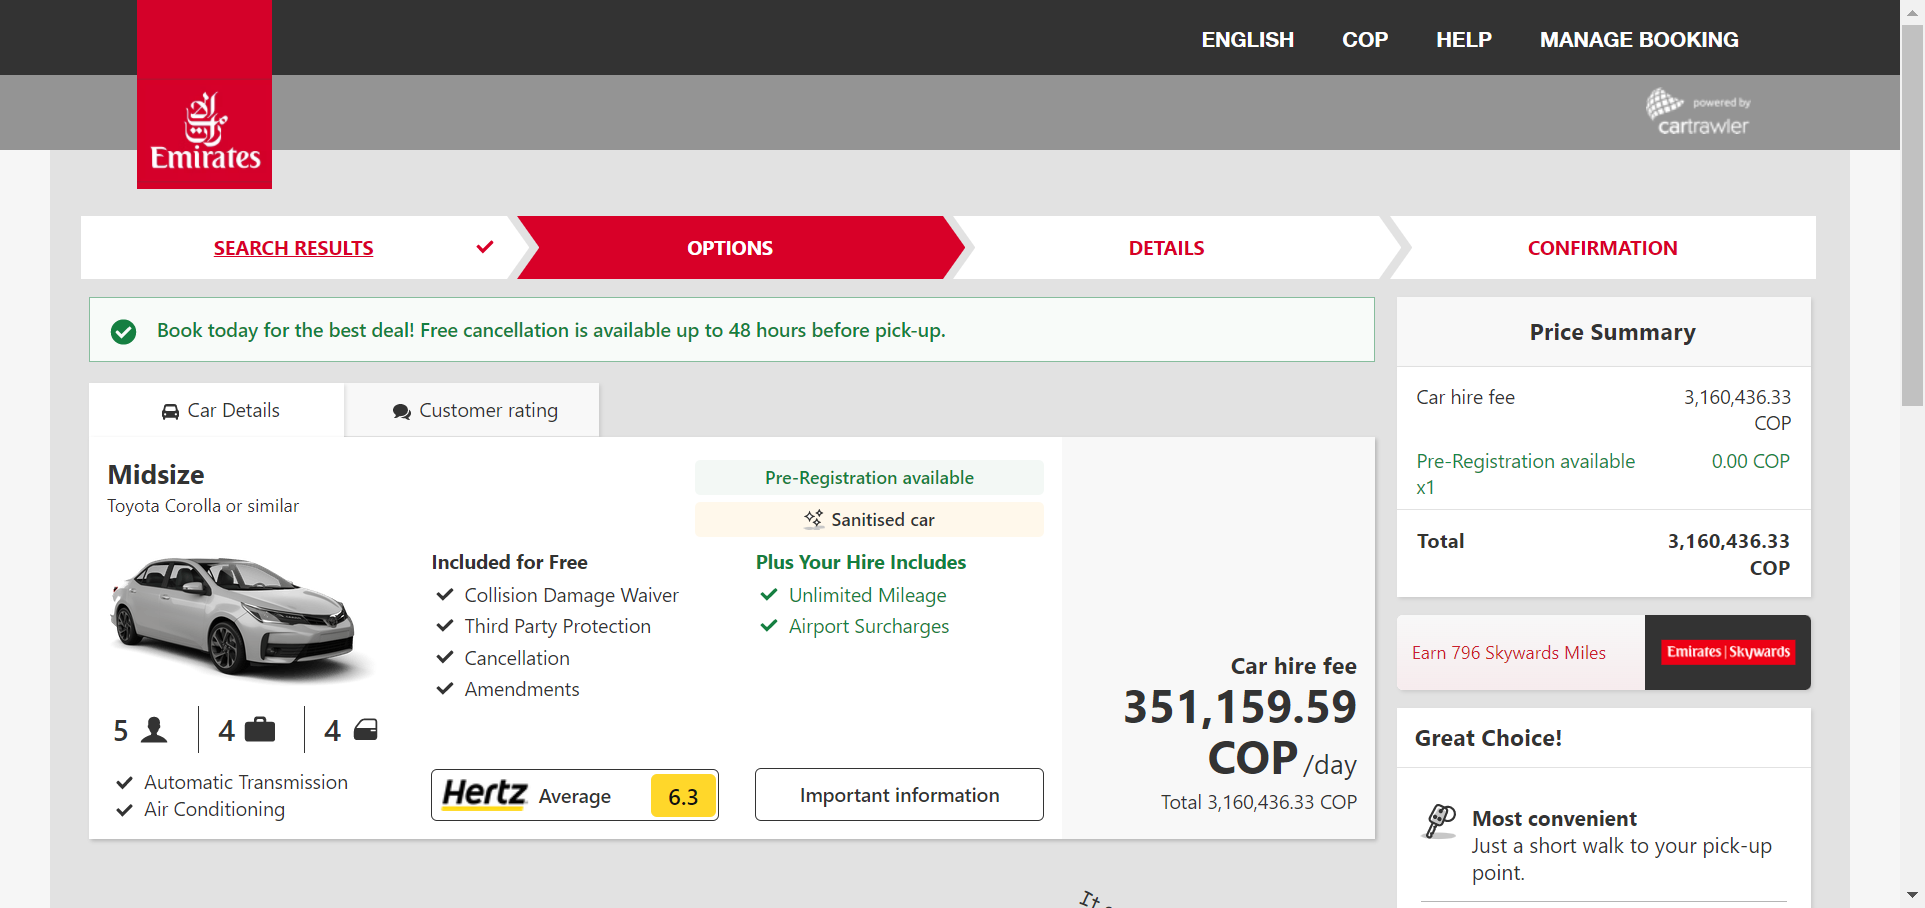 ENGLISH COP HELP MANAGE BOOKING
Emirates
powered by
cartrawler
SEARCH RESULTS OPTIONS DETAILS CONFIRMATION
Book today for the best deal! Free cancellation is available up to 48 hours before pick-up.
Car Details
Customer rating
Midsize
Toyota Corolla or similar
5
4
4
Automatic Transmission
Air Conditioning
Pre-Registration available
Sanitised car
Included for Free
Collision Damage Waiver
Third Party Protection
Cancellation
Amendments
Plus Your Hire Includes
Unlimited Mileage
Airport Surcharges
Hertz Average 6.3
Important information
Car hire fee
351,159.59
COP /day
Total 3,160,436.33 COP
Price Summary
Car hire fee 3,160,436.33
COP
Pre-Registration available 0.00 COP
x1
Total 3,160,436.33
COP
Earn 796 Skywards Miles
Emirates | Skywards
Great Choice!
Most convenient
Just a short walk to your pick-up
point.